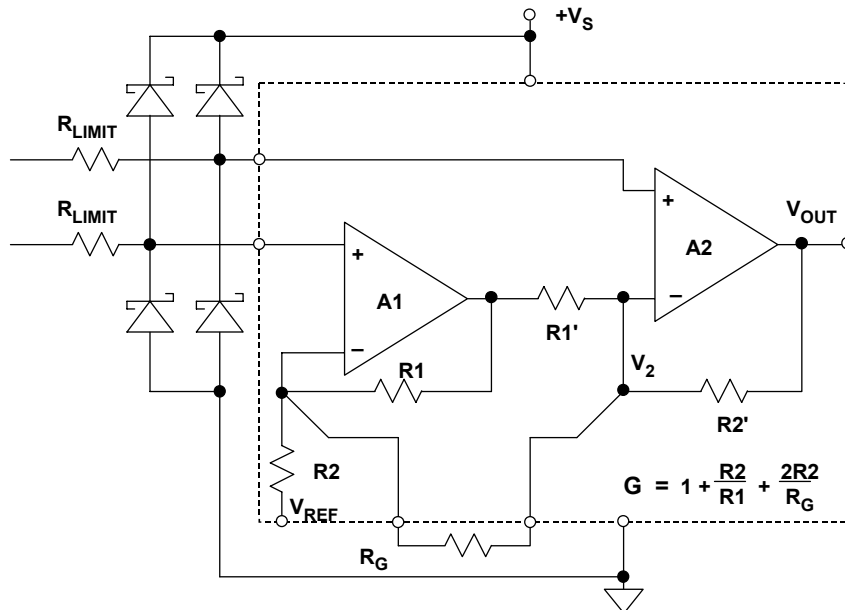 +V_S
R_LIMIT
R_LIMIT
+
−
A1
+
−
A2
V_OUT
R1'
R1
V_2
R2'
R2
V_REF
R_G
G = 1 + R2/R1 + 2R2/R_G